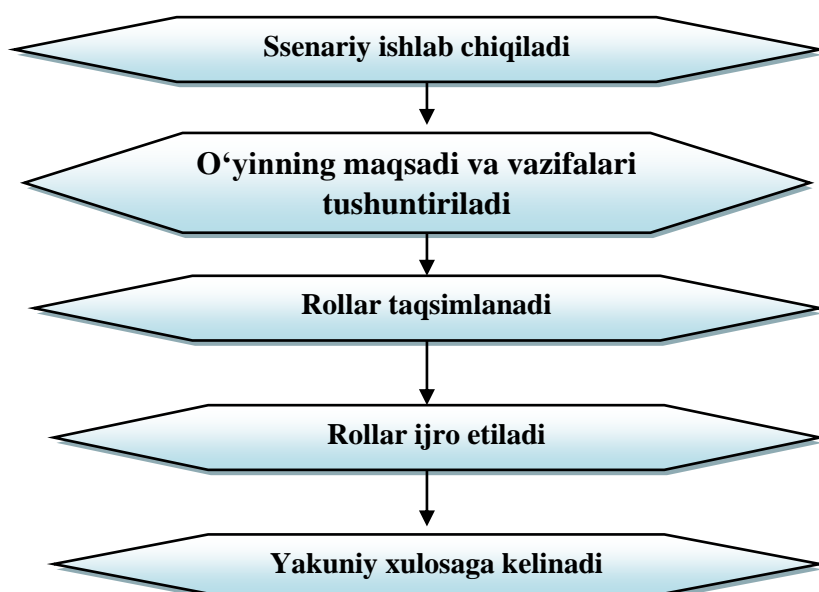 Ssenariy ishlab chiqiladi
O‘yinning maqsadi va vazifalari
tushuntiriladi
Rollar taqsimlanadi
Rollar ijro etiladi
Yakuniy xulosaga kelinadi